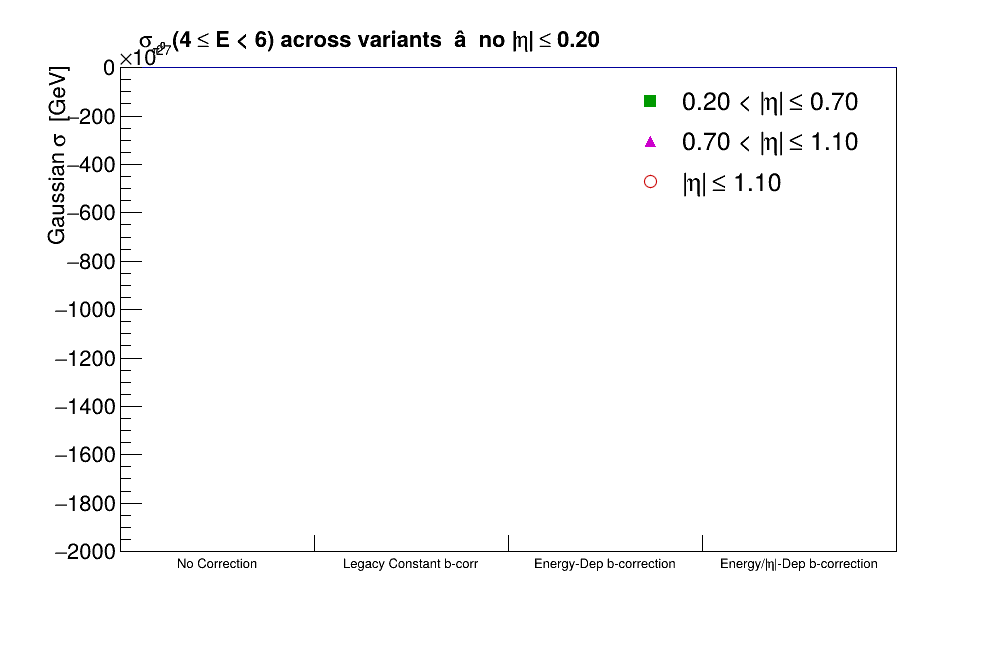 σπ0 (4 ≤ E < 6) across variants â no |η| ≤ 0.20
×10²⁷
Gaussian σ [GeV]
0
−200
−400
−600
−800
−1000
−1200
−1400
−1600
−1800
−2000
0.20 < |η| ≤ 0.70
0.70 < |η| ≤ 1.10
|η| ≤ 1.10
No Correction
Legacy Constant b-corr
Energy-Dep b-correction
Energy/|η|-Dep b-correction